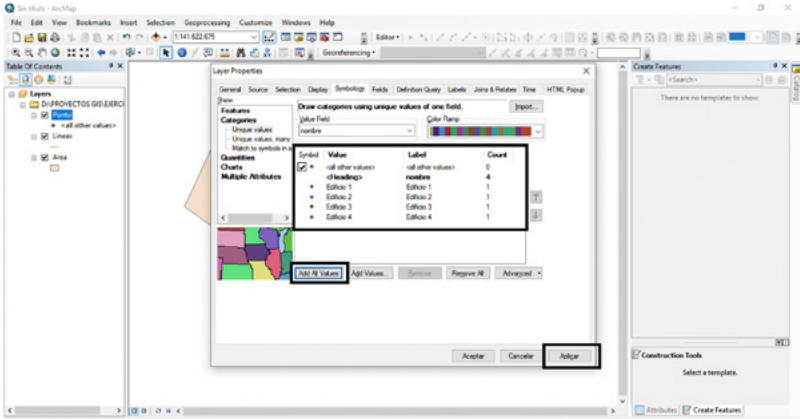 Sin título - ArcMap
File Edit View Bookmarks Insert Selection Geoprocessing Customize Windows Help
1:141.622.675
Editor
Georeferencing
Table Of Contents
Layers
D:\PROYECTOS GIS\EJERCI
Punto
<all other values>
Lineas
Area
Layer Properties
General Source Selection Display Symbology Fields Definition Query Labels Joins & Relates Time HTML Popup
Show:
Features
Categories
Unique values
Unique values, many
Match to symbols in a
Quantities
Charts
Multiple Attributes
Draw categories using unique values of one field.
Import...
Value Field
nombre
Color Ramp
Symbol Value Label Count
<all other values> <all other values> 0
<Heading> nombre 4
Edificio 1 Edificio 1 1
Edificio 2 Edificio 2 1
Edificio 3 Edificio 3 1
Edificio 4 Edificio 4 1
Add All Values Add Values... Remove Remove All Advanced
Aceptar Cancelar Aplicar
Create Features
<Search>
There are no templates to show.
Catalog
Construction Tools
Select a template.
Attributes Create Features